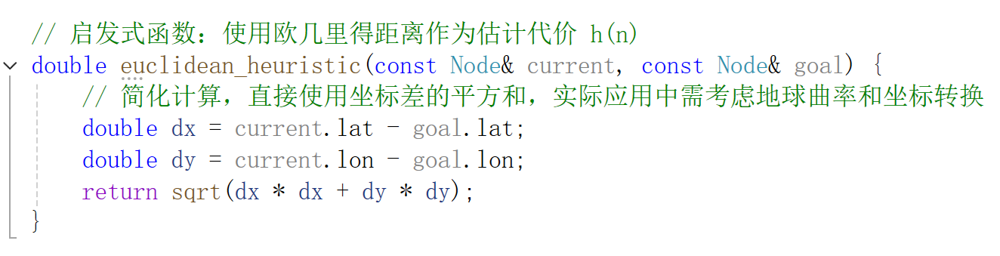 // 启发式函数：使用欧几里得距离作为估计代价 h(n)
double euclidean_heuristic(const Node& current, const Node& goal) {
// 简化计算，直接使用坐标差的平方和，实际应用中需考虑地球曲率和坐标转换
double dx = current.lat - goal.lat;
double dy = current.lon - goal.lon;
return sqrt(dx * dx + dy * dy);
}